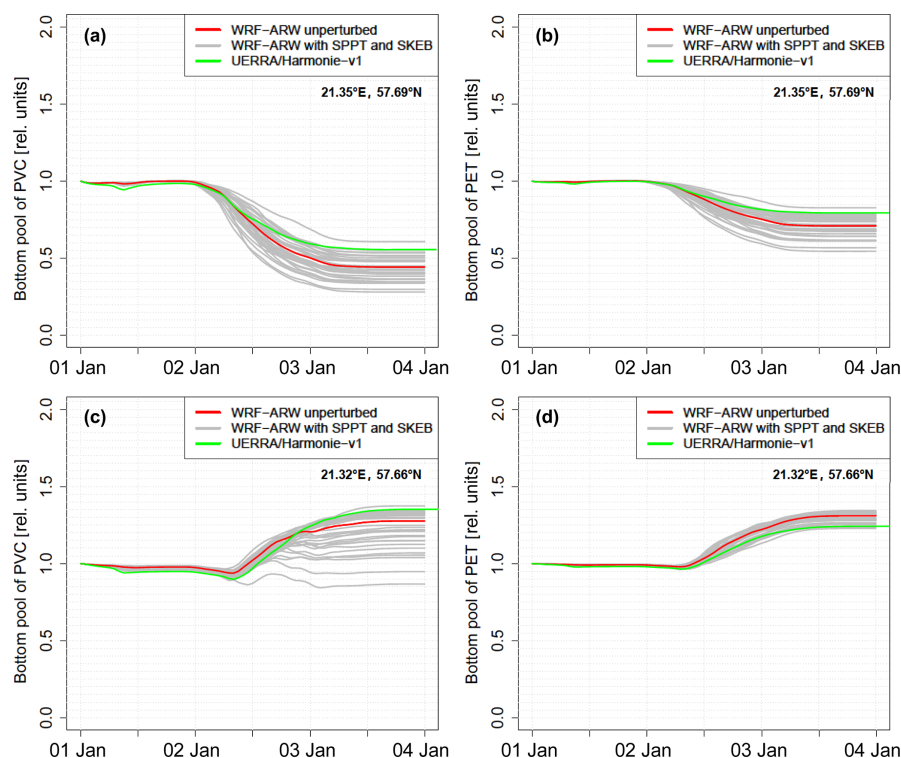 (a)
WRF-ARW unperturbed
WRF-ARW with SPPT and SKEB
UERRA/Harmonie-v1
21.35°E, 57.69°N
Bottom pool of PVC [rel. units]
2.0
1.5
1.0
0.5
0.0
01 Jan 02 Jan 03 Jan 04 Jan
(b)
WRF-ARW unperturbed
WRF-ARW with SPPT and SKEB
UERRA/Harmonie-v1
21.35°E, 57.69°N
Bottom pool of PET [rel. units]
2.0
1.5
1.0
0.5
0.0
01 Jan 02 Jan 03 Jan 04 Jan
(c)
WRF-ARW unperturbed
WRF-ARW with SPPT and SKEB
UERRA/Harmonie-v1
21.32°E, 57.66°N
Bottom pool of PVC [rel. units]
2.0
1.5
1.0
0.5
0.0
01 Jan 02 Jan 03 Jan 04 Jan
(d)
WRF-ARW unperturbed
WRF-ARW with SPPT and SKEB
UERRA/Harmonie-v1
21.32°E, 57.66°N
Bottom pool of PET [rel. units]
2.0
1.5
1.0
0.5
0.0
01 Jan 02 Jan 03 Jan 04 Jan